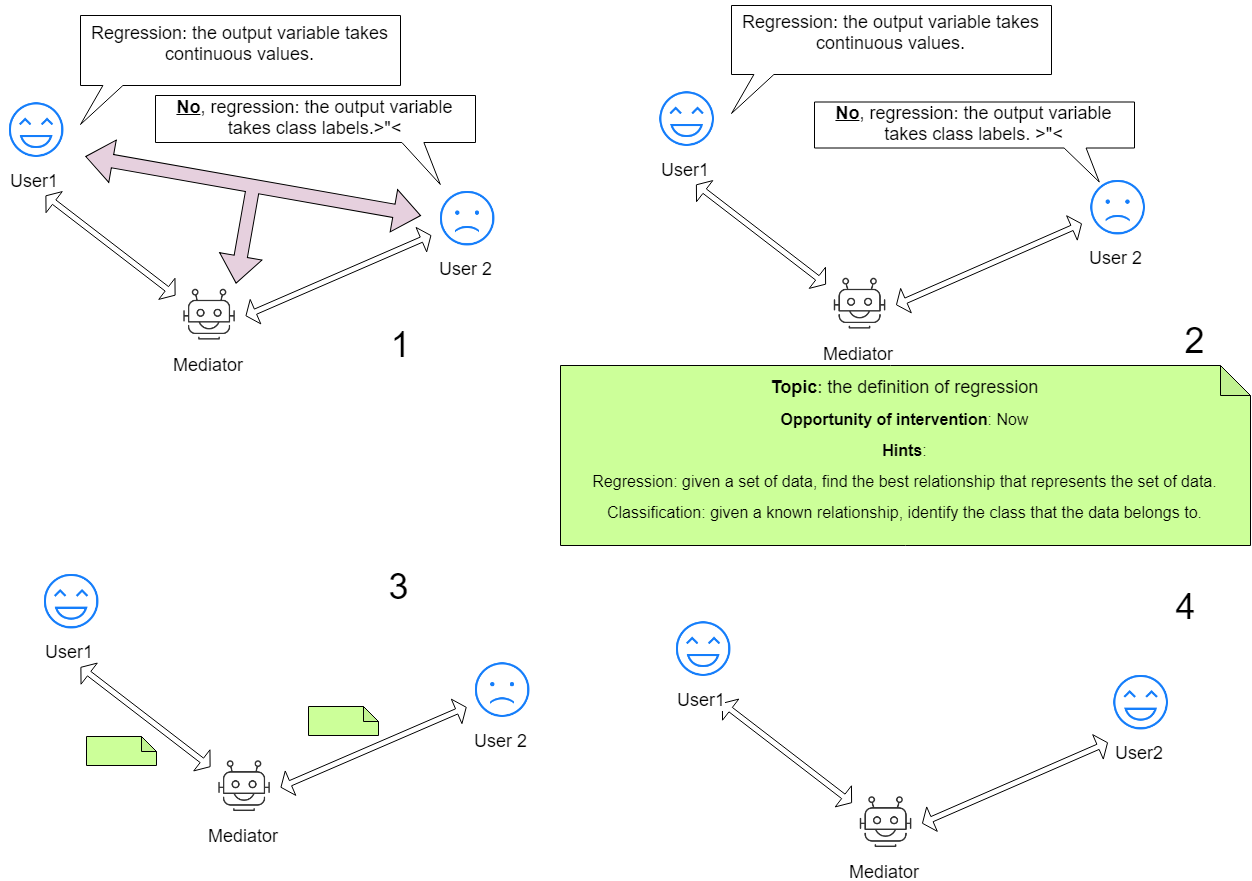 Regression: the output variable takes
continuous values.
No, regression: the output variable
takes class labels.>"<
User1
User 2
Mediator
1
Regression: the output variable takes
continuous values.
No, regression: the output variable
takes class labels. >"<
User1
User 2
Mediator
2
Topic: the definition of regression
Opportunity of intervention: Now
Hints:
Regression: given a set of data, find the best relationship that represents the set of data.
Classification: given a known relationship, identify the class that the data belongs to.
3
User1
User 2
Mediator
4
User1
User2
Mediator